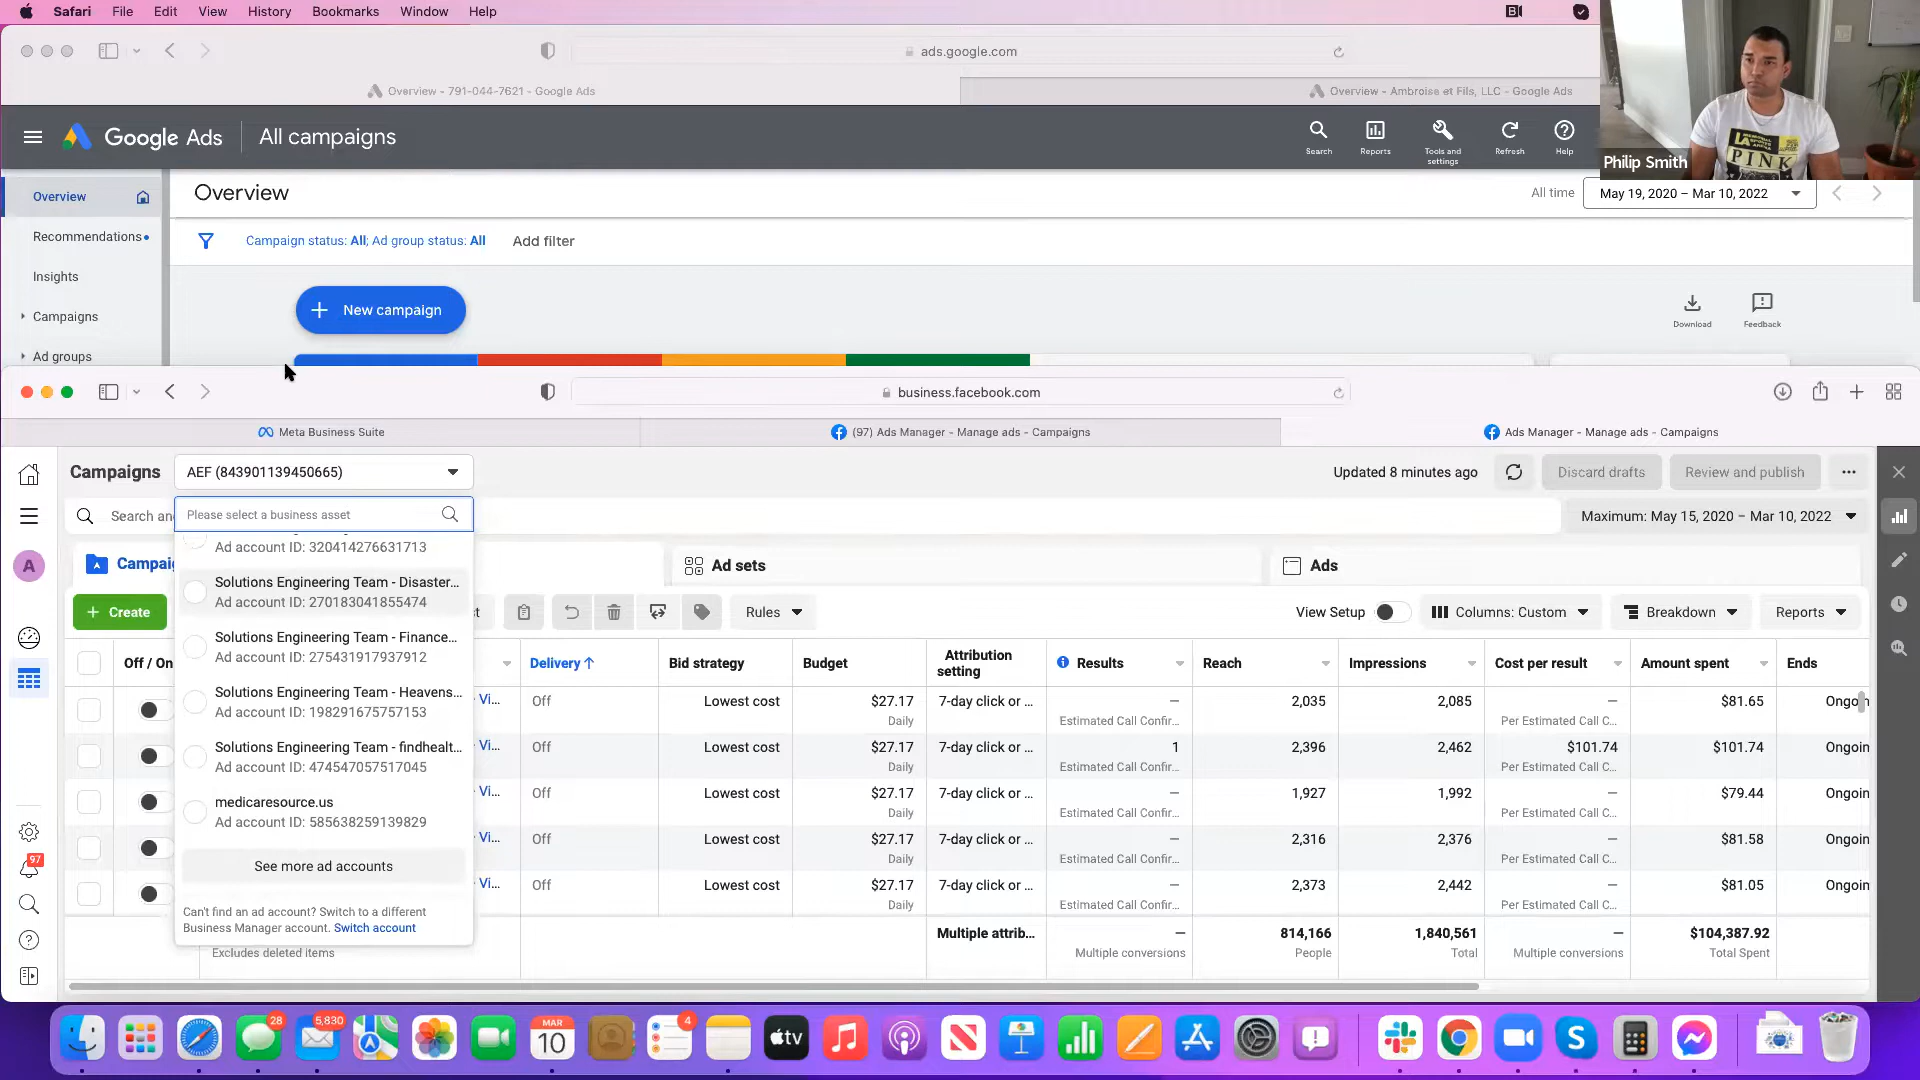 Safari File Edit View History Bookmarks Window Help
ads.google.com
Overview - 791-044-7621 - Google Ads
Overview - Ambroise et Fils, LLC - Google Ads
Google Ads
All campaigns
Search
Reports
Tools and settings
Refresh
Help
PINK
Philip Smith
Overview
Overview
All time
May 19, 2020 – Mar 10, 2022
Recommendations
Campaign status: All; Ad group status: All
Add filter
Insights
Campaigns
New campaign
Download
Feedback
Ad groups
business.facebook.com
Meta Business Suite
(97) Ads Manager - Manage ads - Campaigns
Ads Manager - Manage ads - Campaigns
Campaigns
AEF (843901139450665)
Updated 8 minutes ago
Discard drafts
Review and publish
Search an
Please select a business asset
Maximum: May 15, 2020 – Mar 10, 2022
Ad account ID: 320414276631713
Campaig
Ad sets
Ads
Solutions Engineering Team - Disaster...
Ad account ID: 270183041855474
Create
Rules
View Setup
Columns: Custom
Breakdown
Reports
Solutions Engineering Team - Finance...
Ad account ID: 275431917937912
Off / On
Delivery ↑
Bid strategy
Budget
Attribution setting
Results
Reach
Impressions
Cost per result
Amount spent
Ends
Solutions Engineering Team - Heavens...
Ad account ID: 198291675757153
Vi...
Off
Lowest cost
$27.17
Daily
7-day click or ...
—
Estimated Call Confir...
2,035
2,085
—
Per Estimated Call C...
$81.65
Ongoin
Solutions Engineering Team - findhealt...
Ad account ID: 474547057517045
Vi...
Off
Lowest cost
$27.17
Daily
7-day click or ...
1
Estimated Call Confir...
2,396
2,462
$101.74
Per Estimated Call C...
$101.74
Ongoin
medicaresource.us
Ad account ID: 585638259139829
Vi...
Off
Lowest cost
$27.17
Daily
7-day click or ...
—
Estimated Call Confir...
1,927
1,992
—
Per Estimated Call C...
$79.44
Ongoin
Vi...
Off
Lowest cost
$27.17
Daily
7-day click or ...
—
Estimated Call Confir...
2,316
2,376
—
Per Estimated Call C...
$81.58
Ongoin
See more ad accounts
Vi...
Off
Lowest cost
$27.17
Daily
7-day click or ...
—
Estimated Call Confir...
2,373
2,442
—
Per Estimated Call C...
$81.05
Ongoin
Can't find an ad account? Switch to a different
Business Manager account. Switch account
Excludes deleted items
Multiple attrib...
—
Multiple conversions
814,166
People
1,840,561
Total
—
Multiple conversions
$104,387.92
Total Spent
A
97
28
5,830
MAR
10
4
tv